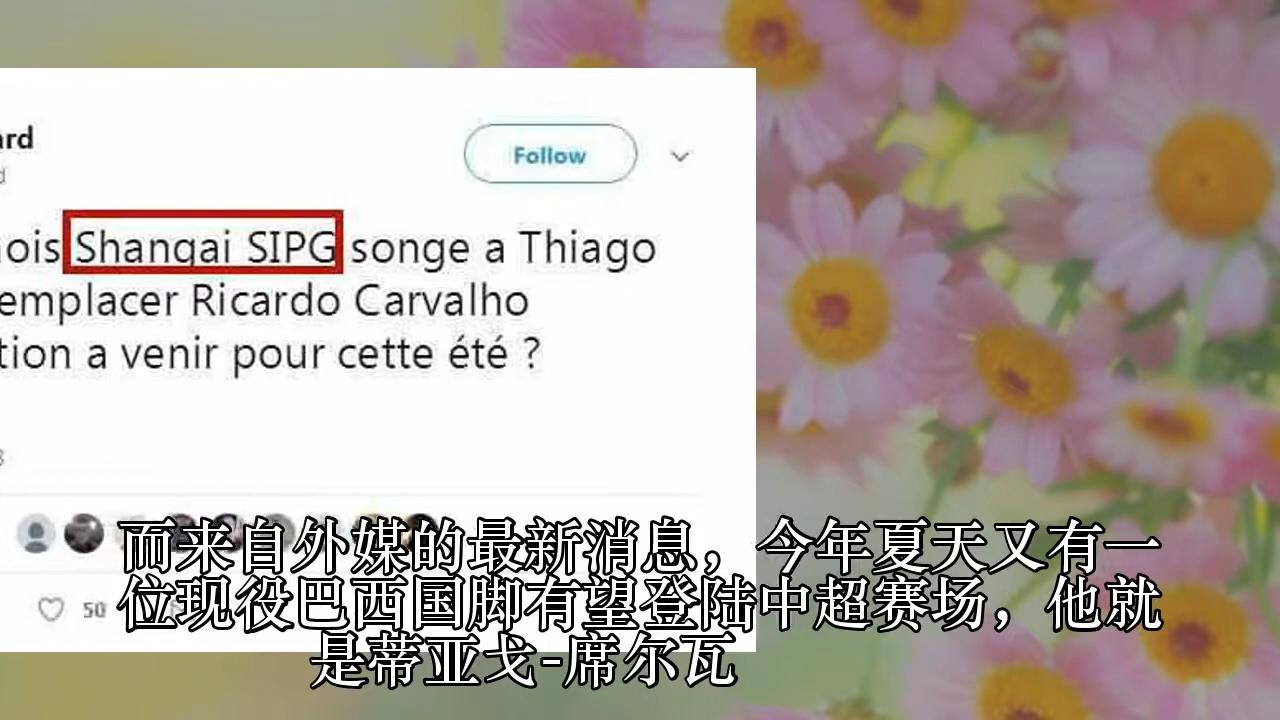 ard
Follow
nois Shangai SIPG songe a Thiago
emplacer Ricardo Carvalho
tion a venir pour cette été ?
50
而来自外媒的最新消息，今年夏天又有一
位现役巴西国脚有望登陆中超赛场，他就
是蒂亚戈-席尔瓦